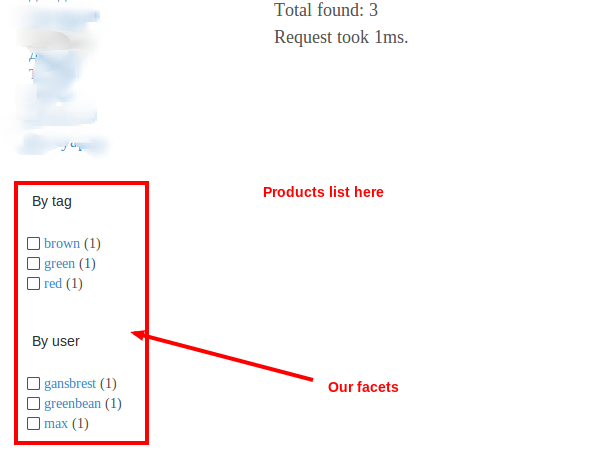 Total found: 3
Request took 1ms.
By tag
Products list here
brown (1)
green (1)
red (1)
By user
gansbrest (1)
Our facets
greenbean (1)
max (1)